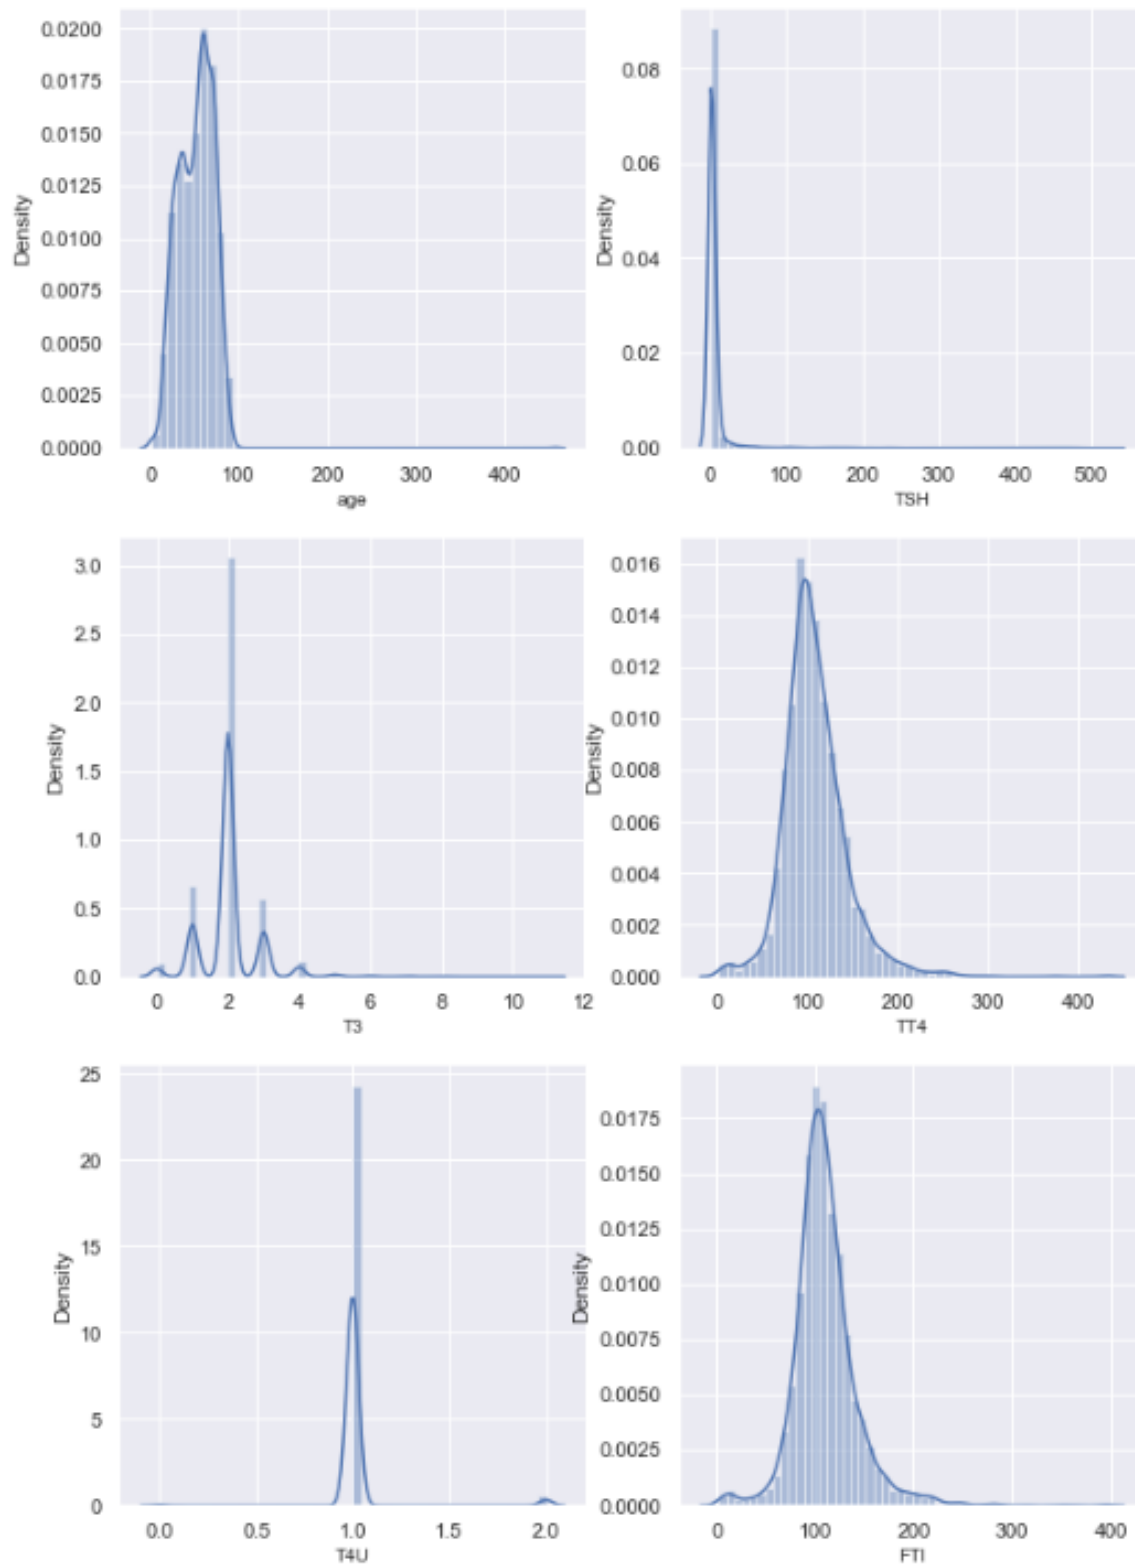 0.0200
0.0175
0.0150
0.0125
0.0100
0.0075
0.0050
0.0025
0.0000
Density
0 100 200 300 400
age
0.08
0.06
0.04
0.02
0.00
Density
0 100 200 300 400 500
TSH
3.0
2.5
2.0
1.5
1.0
0.5
0.0
Density
0 2 4 6 8 10 12
T3
0.016
0.014
0.012
0.010
0.008
0.006
0.004
0.002
0.000
Density
0 100 200 300 400
TT4
25
20
15
10
5
0
Density
0.0 0.5 1.0 1.5 2.0
T4U
0.0175
0.0150
0.0125
0.0100
0.0075
0.0050
0.0025
0.0000
Density
0 100 200 300 400
FTI